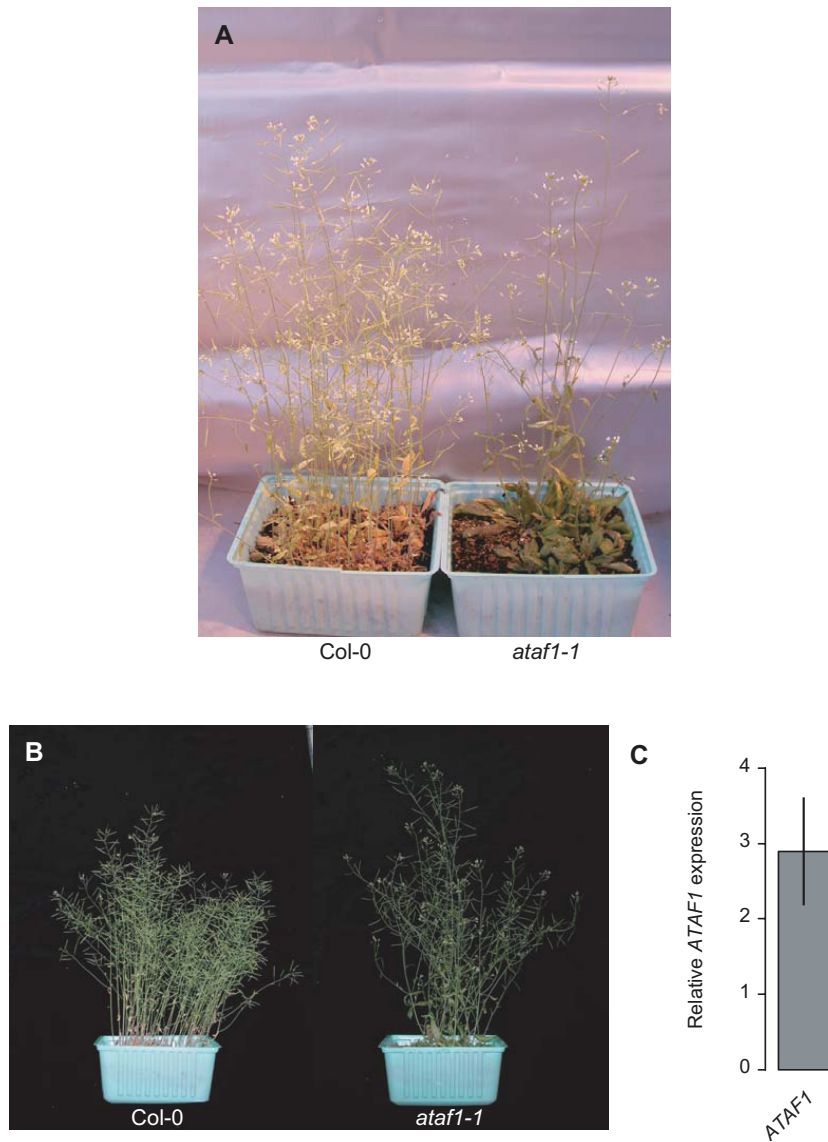 A
Col-0 ataf1-1
B
Col-0 ataf1-1
C
Relative ATAF1 expression
4
3
2
1
0
ATAF1